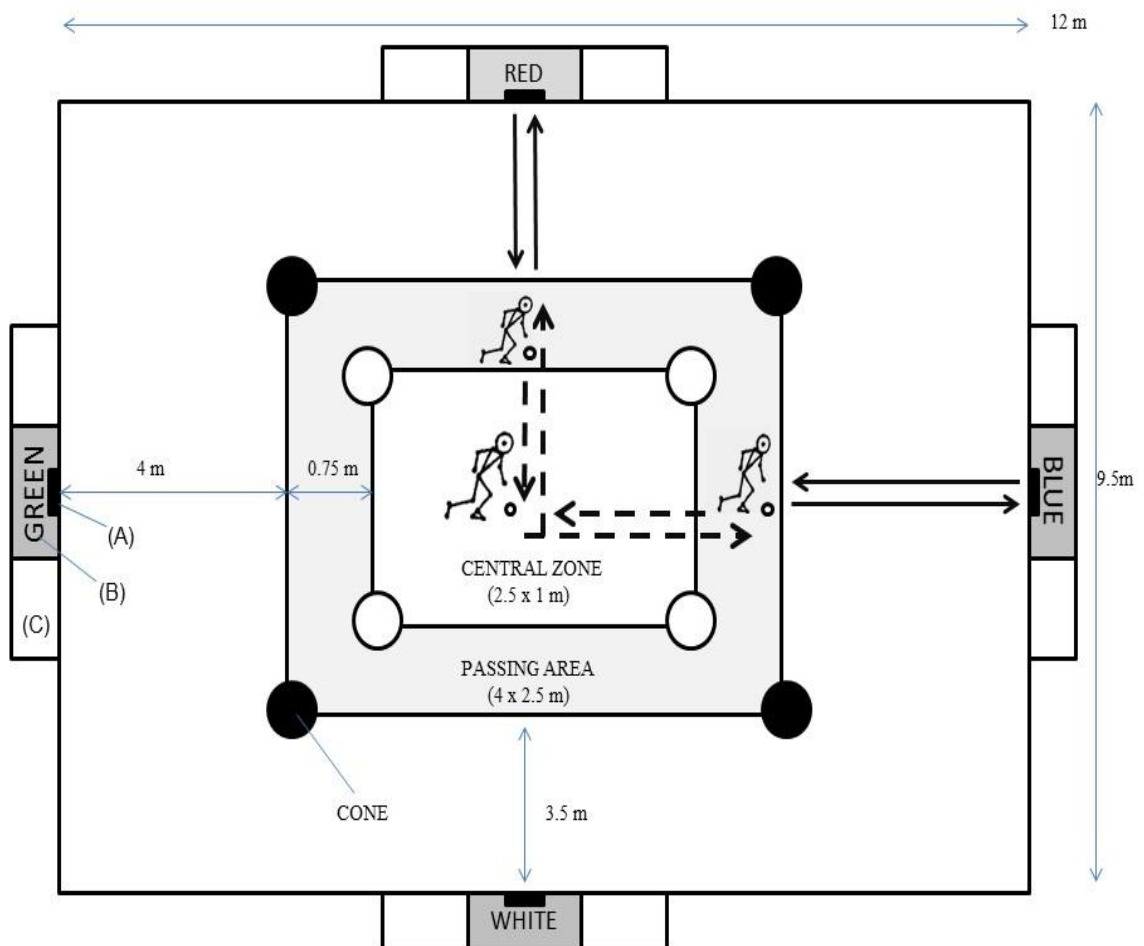 12 m
RED
GREEN
4 m
0.75 m
BLUE
9.5m
(A)
(B)
(C)
CENTRAL ZONE
(2.5 x 1 m)
PASSING AREA
(4 x 2.5 m)
CONE
3.5 m
WHITE